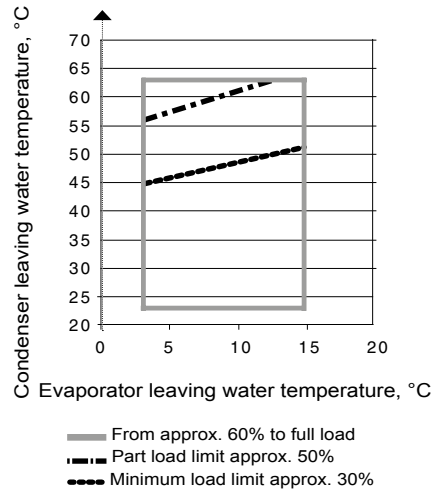 Condenser leaving water temperature, °C
70
65
60
55
50
45
40
35
30
25
20
0 5 10 15 20
Evaporator leaving water temperature, °C
From approx. 60% to full load
Part load limit approx. 50%
Minimum load limit approx. 30%